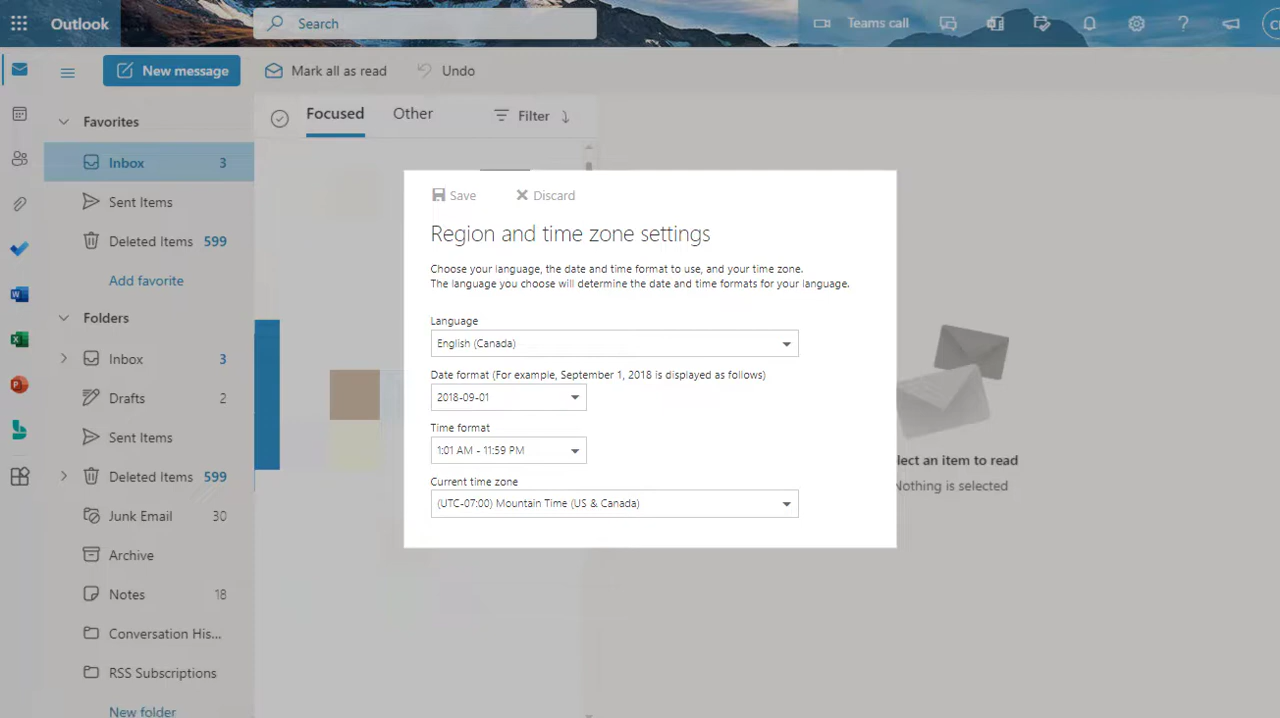 Outlook
Search
Teams call
New message
Mark all as read
Undo
Favorites
Inbox 3
Sent Items
Deleted Items 599
Add favorite
Folders
Inbox 3
Drafts 2
Sent Items
Deleted Items 599
Junk Email 30
Archive
Notes 18
Conversation His...
RSS Subscriptions
New folder
Focused Other Filter
Save Discard
Region and time zone settings
Choose your language, the date and time format to use, and your time zone.
The language you choose will determine the date and time formats for your language.
Language
English (Canada)
Date format (For example, September 1, 2018 is displayed as follows)
2018-09-01
Time format
1:01 AM - 11:59 PM
Current time zone
(UTC-07:00) Mountain Time (US & Canada)
lect an item to read
Nothing is selected